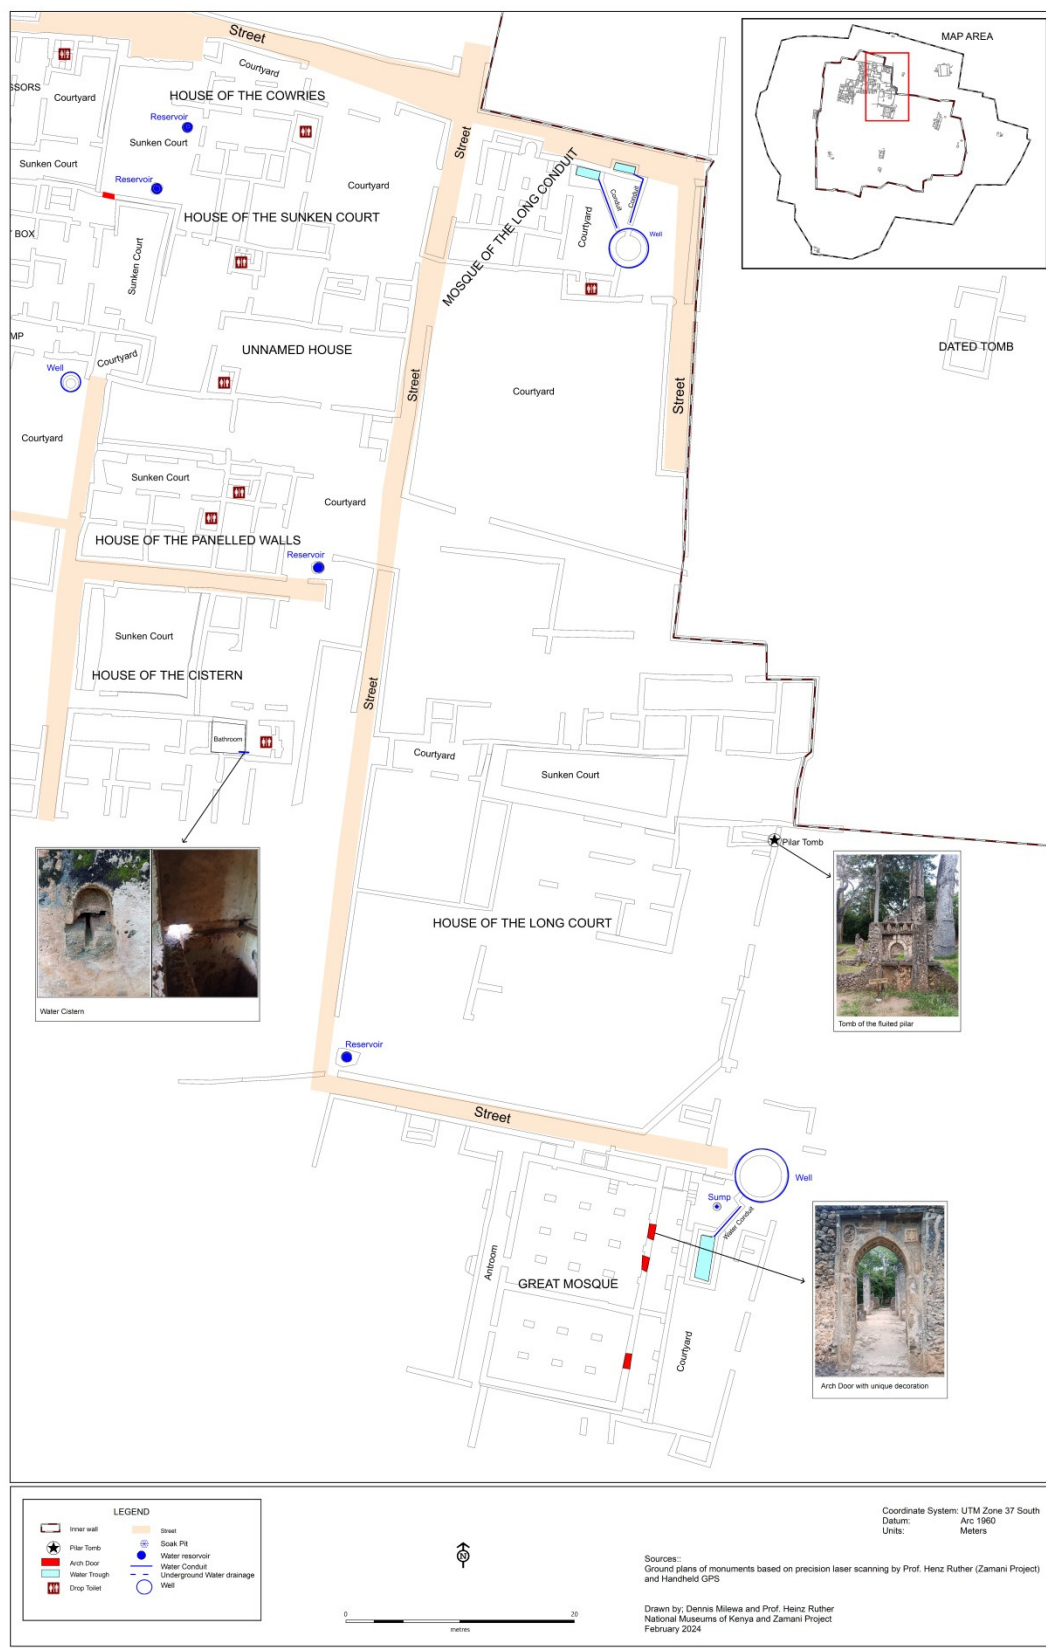 Street
MAP AREA
SSORS
Courtyard
Courtyard
HOUSE OF THE COWRIES
Reservoir
Sunken Court
Street
Sunken Court
Reservoir
Courtyard
HOUSE OF THE SUNKEN COURT
MOSQUE OF THE LONG CONDUIT
Conduit
Conduit
Courtyard
Well
BOX
Sunken Court
MP
UNNAMED HOUSE
DATED TOMB
Courtyard
Well
Street
Street
Courtyard
Courtyard
Sunken Court
Courtyard
HOUSE OF THE PANELLED WALLS
Reservoir
Sunken Court
HOUSE OF THE CISTERN
Street
Bathroom
Courtyard
Sunken Court
Pilar Tomb
HOUSE OF THE LONG COURT
Water Cistern
Tomb of the fluited pilar
Reservoir
Street
Well
Sump
Water Conduit
Antroom
GREAT MOSQUE
Courtyard
Arch Door with unique decoration
LEGEND
Inner wall
Pilar Tomb
Arch Door
Water Trough
Drop Toilet
Street
Soak Pit
Water reservoir
Water Conduit
Underground Water drainage
Well
N
0 20
metres
Coordinate System: UTM Zone 37 South
Datum: Arc 1960
Units: Meters
Sources::
Ground plans of monuments based on precision laser scanning by Prof. Henz Ruther (Zamani Project)
and Handheld GPS
Drawn by; Dennis Milewa and Prof. Heinz Ruther
National Museums of Kenya and Zamani Project
February 2024